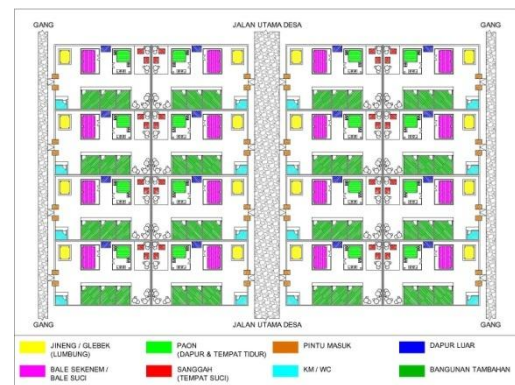 GANG JALAN UTAMA DESA GANG
GANG JALAN UTAMA DESA GANG
JINENG / GLEBEK
(LUMBUNG)
PAON
(DAPUR & TEMPAT TIDUR)
PINTU MASUK
DAPUR LUAR
BALE SEKENEM /
BALE SUCI
SANGGAH
(TEMPAT SUCI)
KM / WC
BANGUNAN TAMBAHAN